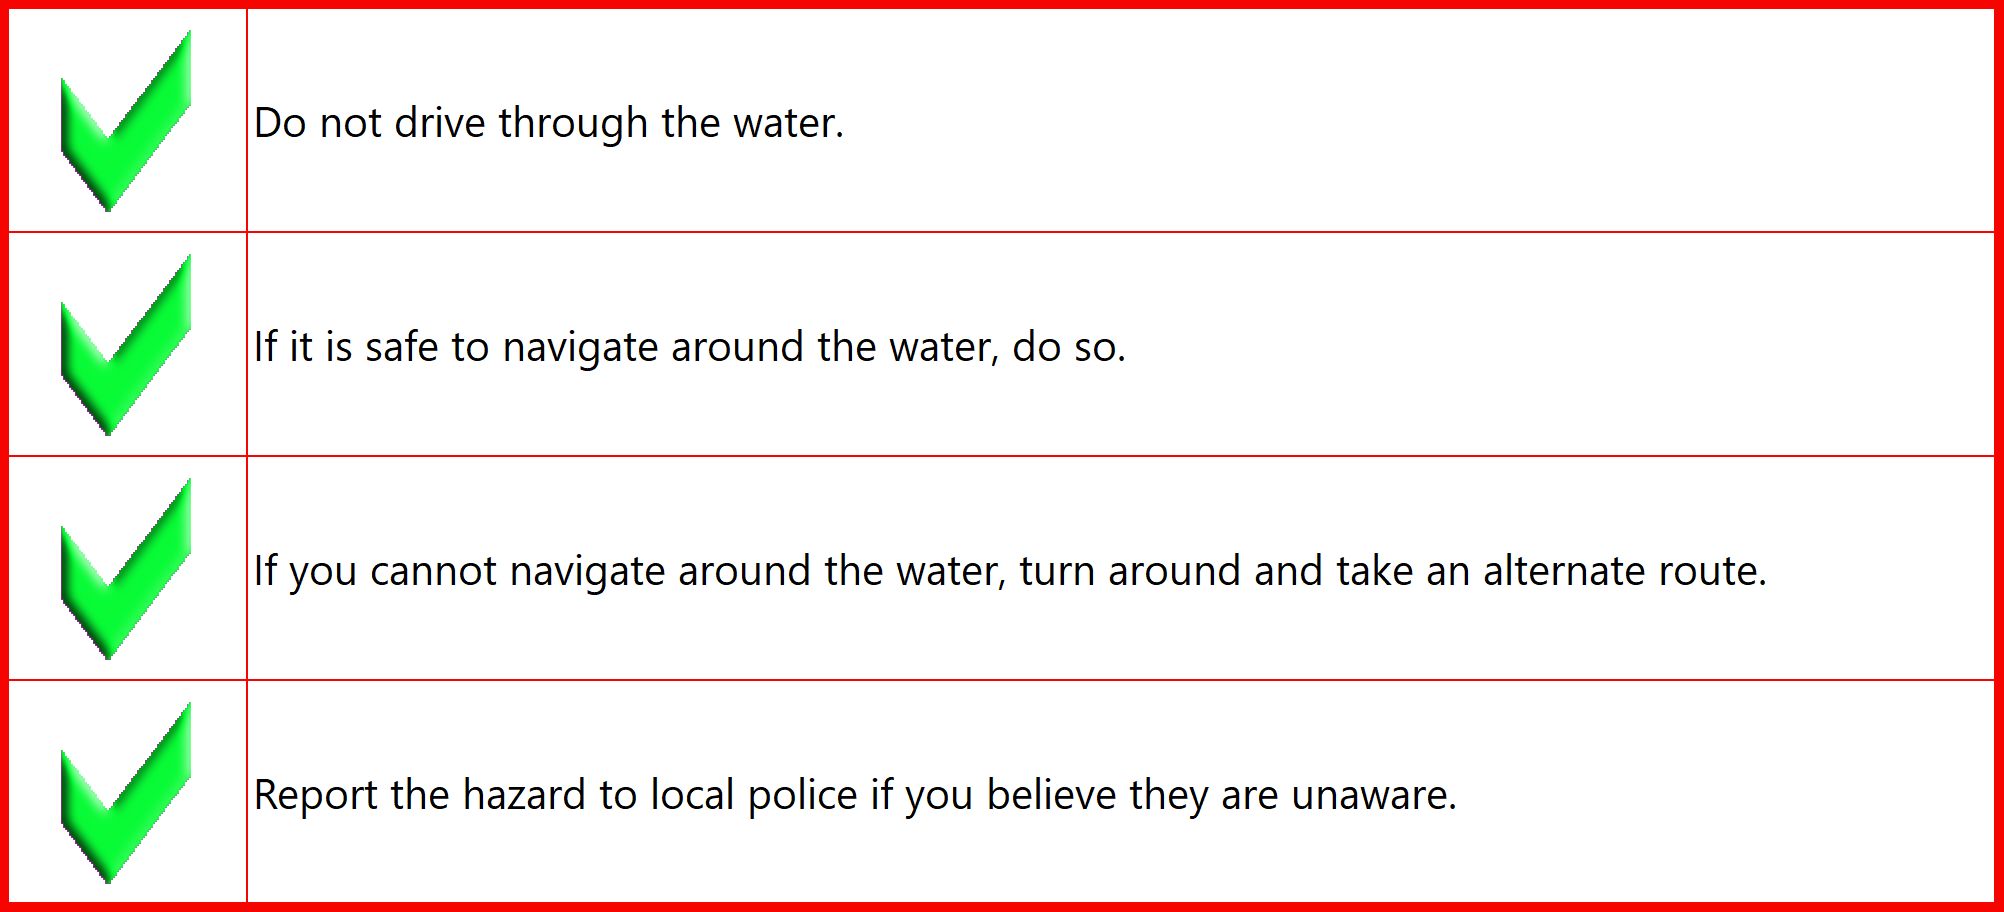 Do not drive through the water.
If it is safe to navigate around the water, do so.
If you cannot navigate around the water, turn around and take an alternate route.
Report the hazard to local police if you believe they are unaware.